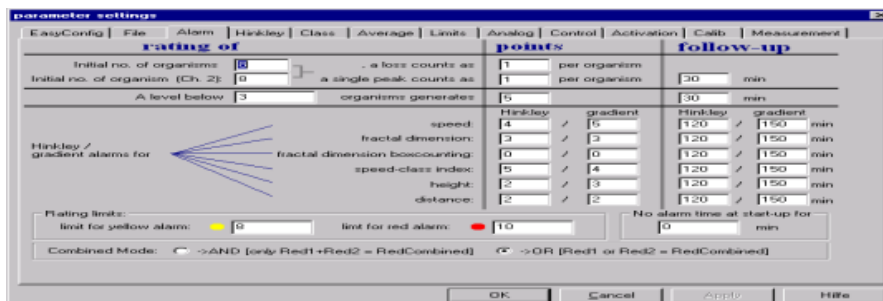 parameter settings
EasyConfig File Alarm Hinkley Class Average Limits Analog Control Activation Calib Measurement
rating of points follow-up
Initial no. of organisms 8 . a loss counts as 1 per organism
Initial no. of organism (Ch. 2): 8 a single peak counts as 1 per organism 30 min
A level below 3 organisms generates 5 30 min
Hinkley gradient Hinkley gradient
speed: 4 / 5 120 / 150 min
fractal dimension: 3 / 3 120 / 150 min
Hinkley /
gradient alarms for
fractal dimension boxcounting: 0 / 0 120 / 150 min
speed-class index: 5 / 4 120 / 150 min
height: 2 / 3 120 / 150 min
distance: 2 / 2 120 / 150 min
Rating limits: No alarm time at start-up for
limit for yellow alarm: 8 limt for red alarm: 10 0 min
Combined Mode: ->AND [only Red1+Red2 = RedCombined] ->OR [Red1 or Red2 = RedCombined]
OK Cancel Apply Hilfe